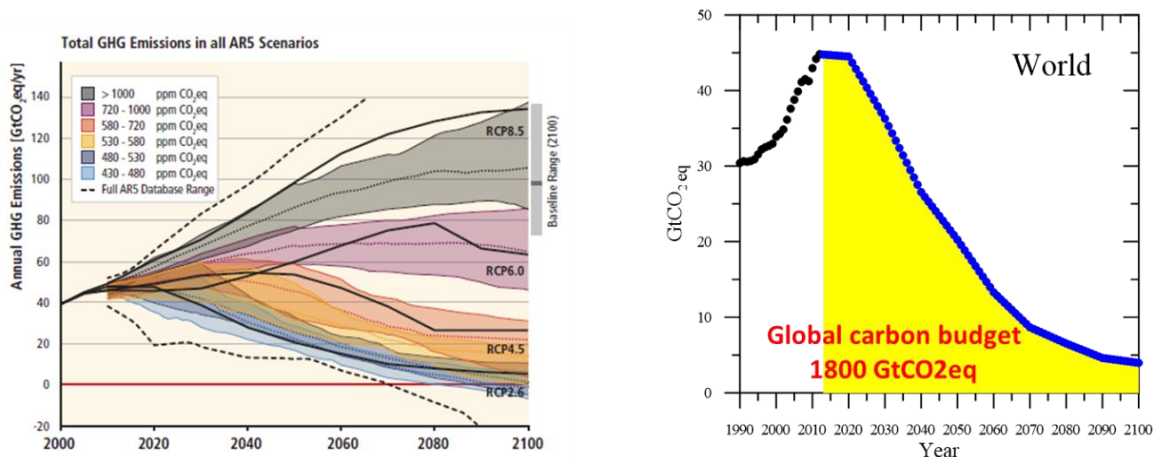 Total GHG Emissions in all AR5 Scenarios
Annual GHG Emissions [GtCO2eq/yr]
140
120
100
80
60
40
20
0
-20
> 1000 ppm CO2eq
720 - 1000 ppm CO2eq
580 - 720 ppm CO2eq
530 - 580 ppm CO2eq
480 - 530 ppm CO2eq
430 - 480 ppm CO2eq
Full AR5 Database Range
RCP8.5
RCP6.0
RCP4.5
RCP2.6
Baseline Range (2100)
2000 2020 2040 2060 2080 2100
World
GtCO2 eq
50
40
30
20
10
0
Global carbon budget
1800 GtCO2eq
1990 2000 2010 2020 2030 2040 2050 2060 2070 2080 2090 2100
Year